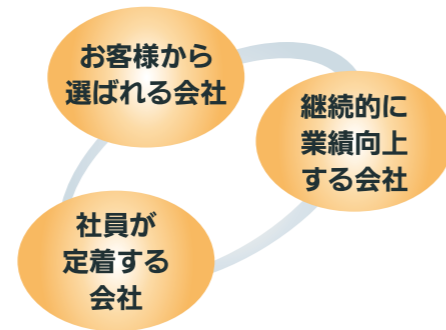 お客様から
選ばれる会社
継続的に
業績向上
する会社
社員が
定着する
会社